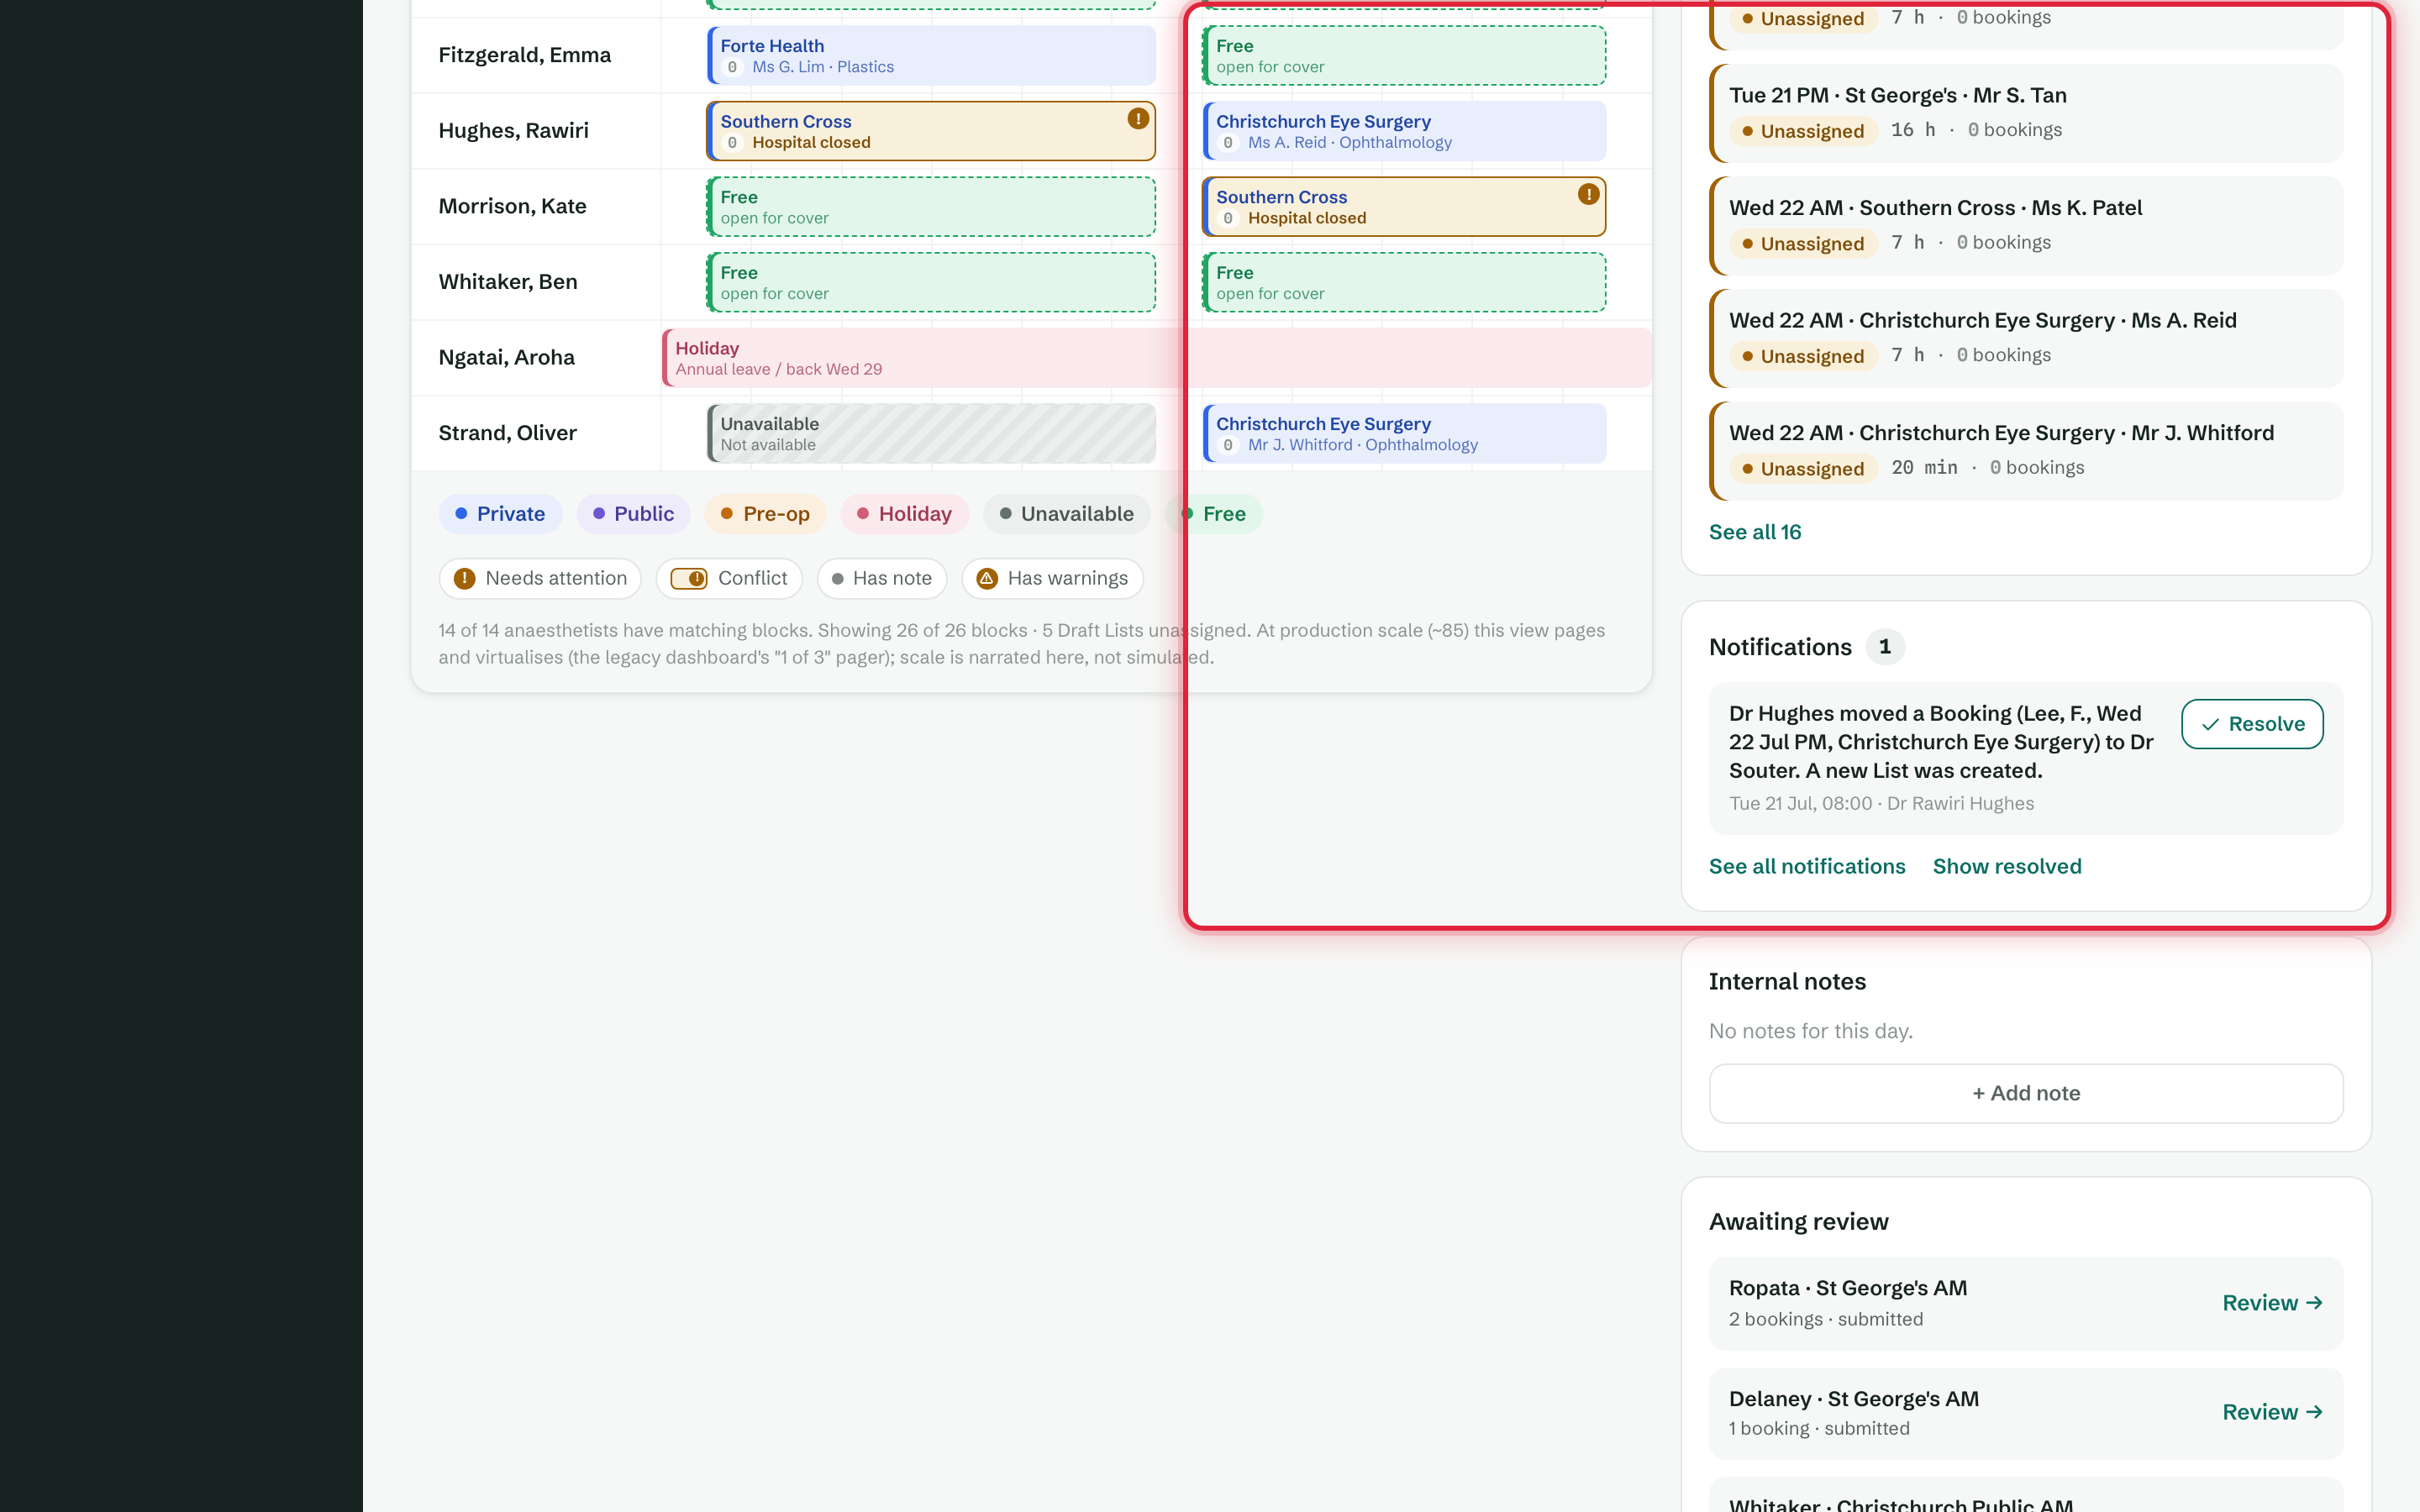 Fitzgerald, Emma
Forte Health
0 Ms G. Lim · Plastics
Free
open for cover
Hughes, Rawiri
Southern Cross
0 Hospital closed
!
Christchurch Eye Surgery
0 Ms A. Reid · Ophthalmology
Morrison, Kate
Free
open for cover
Southern Cross
0 Hospital closed
!
Whitaker, Ben
Free
open for cover
Free
open for cover
Ngatai, Aroha
Holiday
Annual leave / back Wed 29
Strand, Oliver
Unavailable
Not available
Christchurch Eye Surgery
0 Mr J. Whitford · Ophthalmology
Private Public Pre-op Holiday Unavailable Free
! Needs attention ! Conflict Has note Has warnings
14 of 14 anaesthetists have matching blocks. Showing 26 of 26 blocks · 5 Draft Lists unassigned. At production scale (~85) this view pages
and virtualises (the legacy dashboard's "1 of 3" pager); scale is narrated here, not simulated.
Unassigned 7 h · 0 bookings
Tue 21 PM · St George's · Mr S. Tan
Unassigned 16 h · 0 bookings
Wed 22 AM · Southern Cross · Ms K. Patel
Unassigned 7 h · 0 bookings
Wed 22 AM · Christchurch Eye Surgery · Ms A. Reid
Unassigned 7 h · 0 bookings
Wed 22 AM · Christchurch Eye Surgery · Mr J. Whitford
Unassigned 20 min · 0 bookings
See all 16
Notifications 1
Dr Hughes moved a Booking (Lee, F., Wed
22 Jul PM, Christchurch Eye Surgery) to Dr
Souter. A new List was created.
Resolve
Tue 21 Jul, 08:00 · Dr Rawiri Hughes
See all notifications Show resolved
Internal notes
No notes for this day.
+ Add note
Awaiting review
Ropata · St George's AM
2 bookings · submitted
Review →
Delaney · St George's AM
1 booking · submitted
Review →
Whitaker · Christchurch Public AM